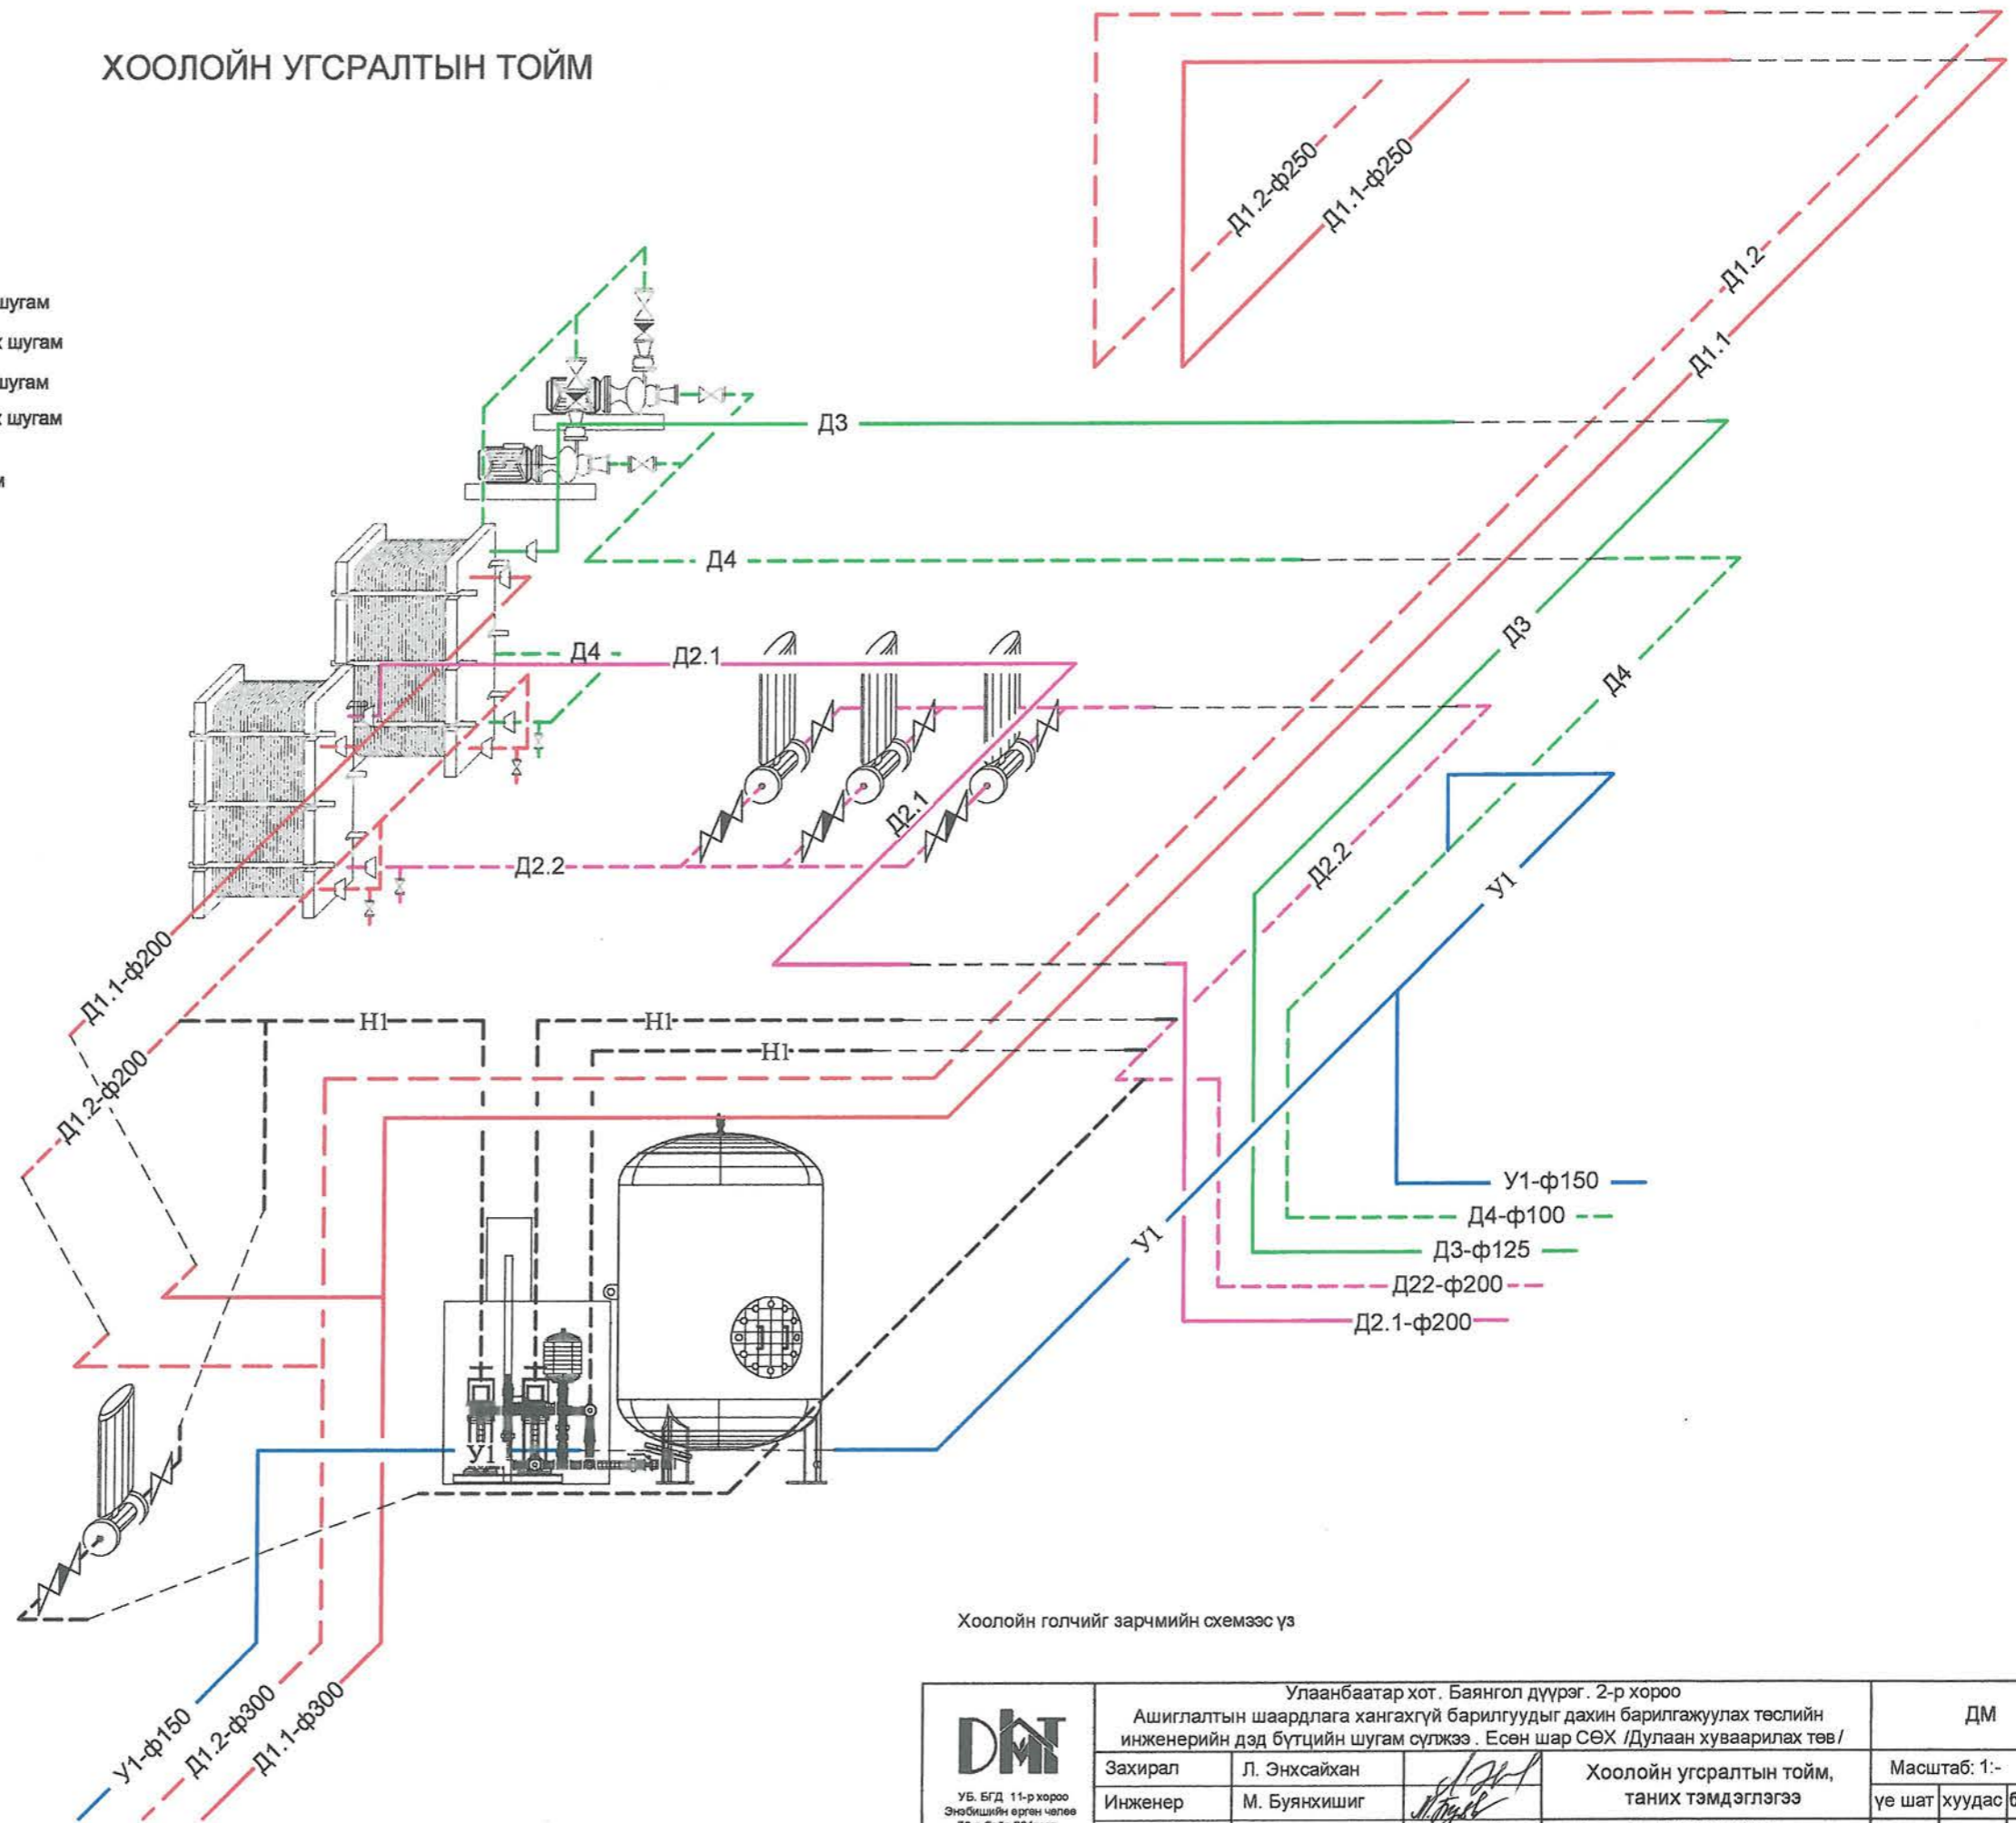 ХООЛОЙН УГСРАЛТЫН ТОЙМ
Д1.2-ф250
Д1.1-ф250
Д1.2
Д1.1
шугам
шугам
шугам
шугам
Д3
Д4
Д3
Д4
Д4
Д2.1
Д2.1
Д2.2
Д2.2
У1
Д1.1-ф200
Н1
Н1
Н1
Д1.2-ф200
У1-ф150
Д4-ф100
У1
Д3-ф125
Д22-ф200
Д2.1-ф200
У1
Хоолойн голчийг зарчмийн схемээс үз
У1-ф150
Д1.2-ф300
Д1.1-ф300
DMT
УБ. БГД 11-р хороо
Энэбишийн өргөн чөлөө
Улаанбаатар хот. Баянгол дүүрэг. 2-р хороо
Ашиглалтын шаардлага хангахгүй барилгуудыг дахин барилгажуулах төслийн
инженерийн дэд бүтцийн шугам сүлжээ. Есөн шар СӨХ /Дулаан хуваарилах төв/
ДМ
Захирал Л. Энхсайхан
Хоолойн угсралтын тойм,
таних тэмдэглэгээ
Масштаб: 1:-
Инженер М. Буянхишиг
үе шат хуудас